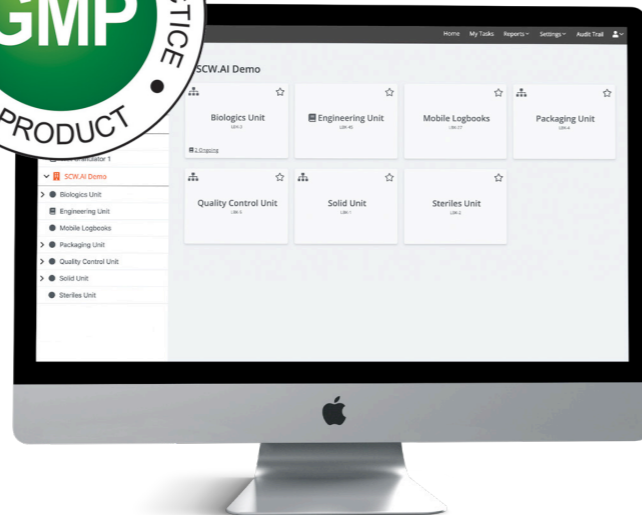 GMP
PRODUCT
Home My Tasks Reports Settings Audit Trail
SCW.AI Demo
Biologics Unit
2 Ongoing
Engineering Unit
Mobile Logbooks
Packaging Unit
Quality Control Unit
Solid Unit
Steriles Unit
SCW.AI Demo
Biologics Unit
Engineering Unit
Mobile Logbooks
Packaging Unit
Quality Control Unit
Solid Unit
Steriles Unit